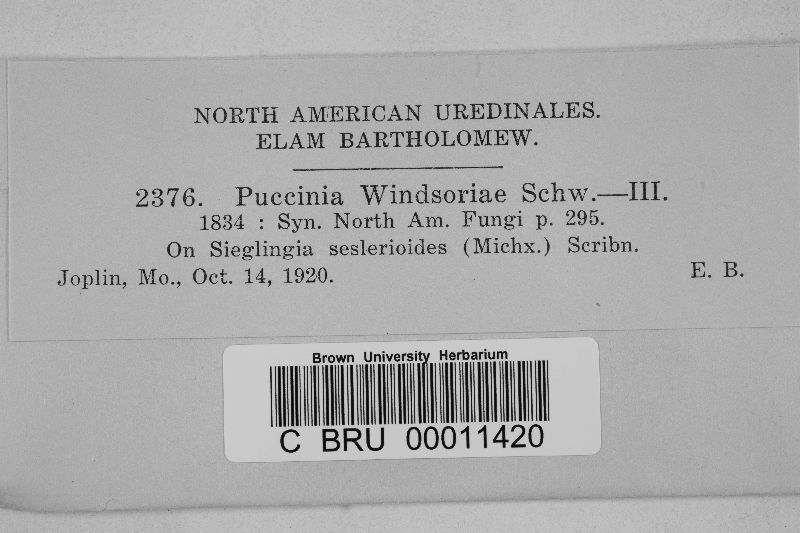 NORTH AMERICAN UREDINALES.
ELAM BARTHOLOMEW.
2376. Puccinia Windsoriae Schw.—III.
1834 : Syn. North Am. Fungi p. 295.
On Sieglingia seslerioides (Michx.) Scribn.
Joplin, Mo., Oct. 14, 1920. E. B.
Brown University Herbarium
C BRU 00011420